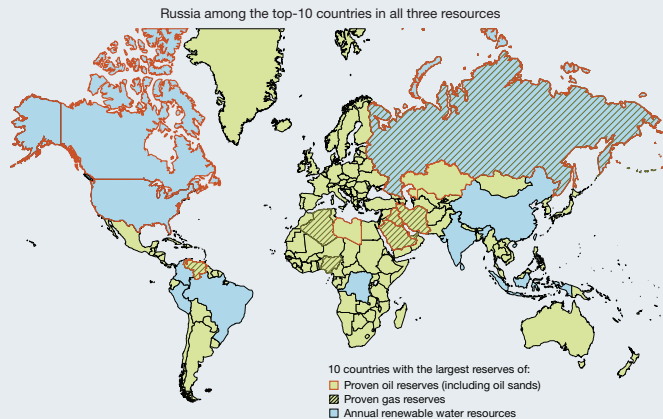 Russia among the top-10 countries in all three resources
10 countries with the largest reserves of:
Proven oil reserves (including oil sands)
Proven gas reserves
Annual renewable water resources